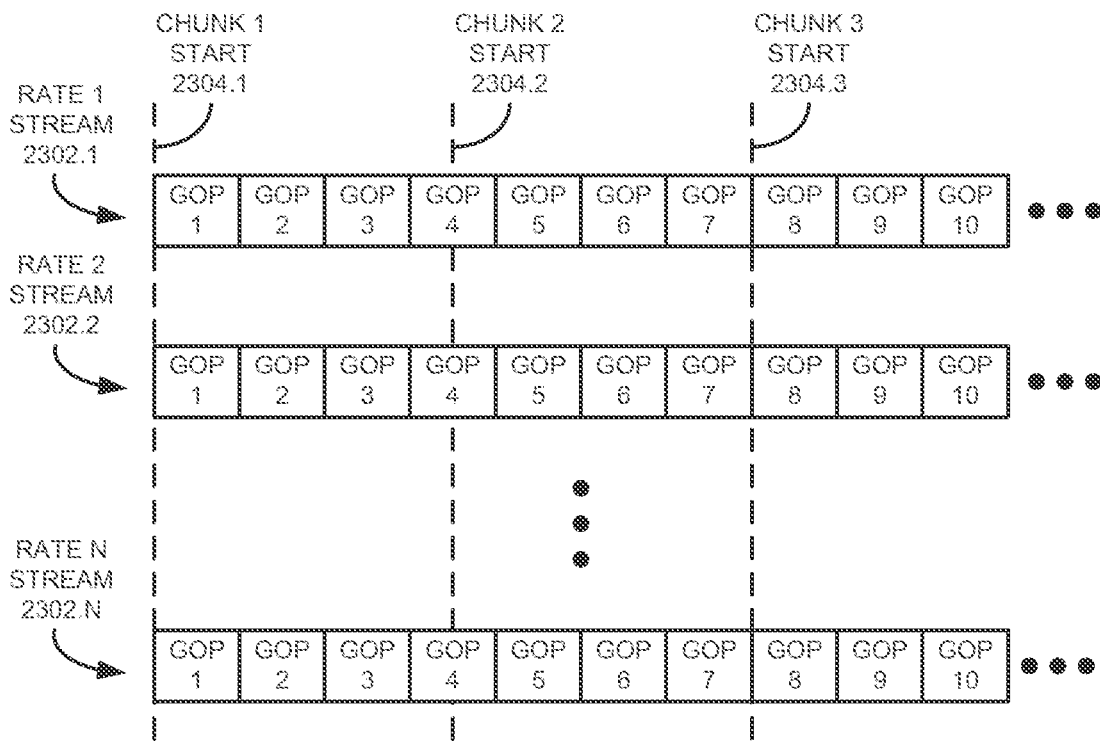 CHUNK 1
START
2304.1
CHUNK 2
START
2304.2
CHUNK 3
START
2304.3
RATE 1
STREAM
2302.1
GOP 1 GOP 2 GOP 3 GOP 4 GOP 5 GOP 6 GOP 7 GOP 8 GOP 9 GOP 10
RATE 2
STREAM
2302.2
GOP 1 GOP 2 GOP 3 GOP 4 GOP 5 GOP 6 GOP 7 GOP 8 GOP 9 GOP 10
RATE N
STREAM
2302.N
GOP 1 GOP 2 GOP 3 GOP 4 GOP 5 GOP 6 GOP 7 GOP 8 GOP 9 GOP 10